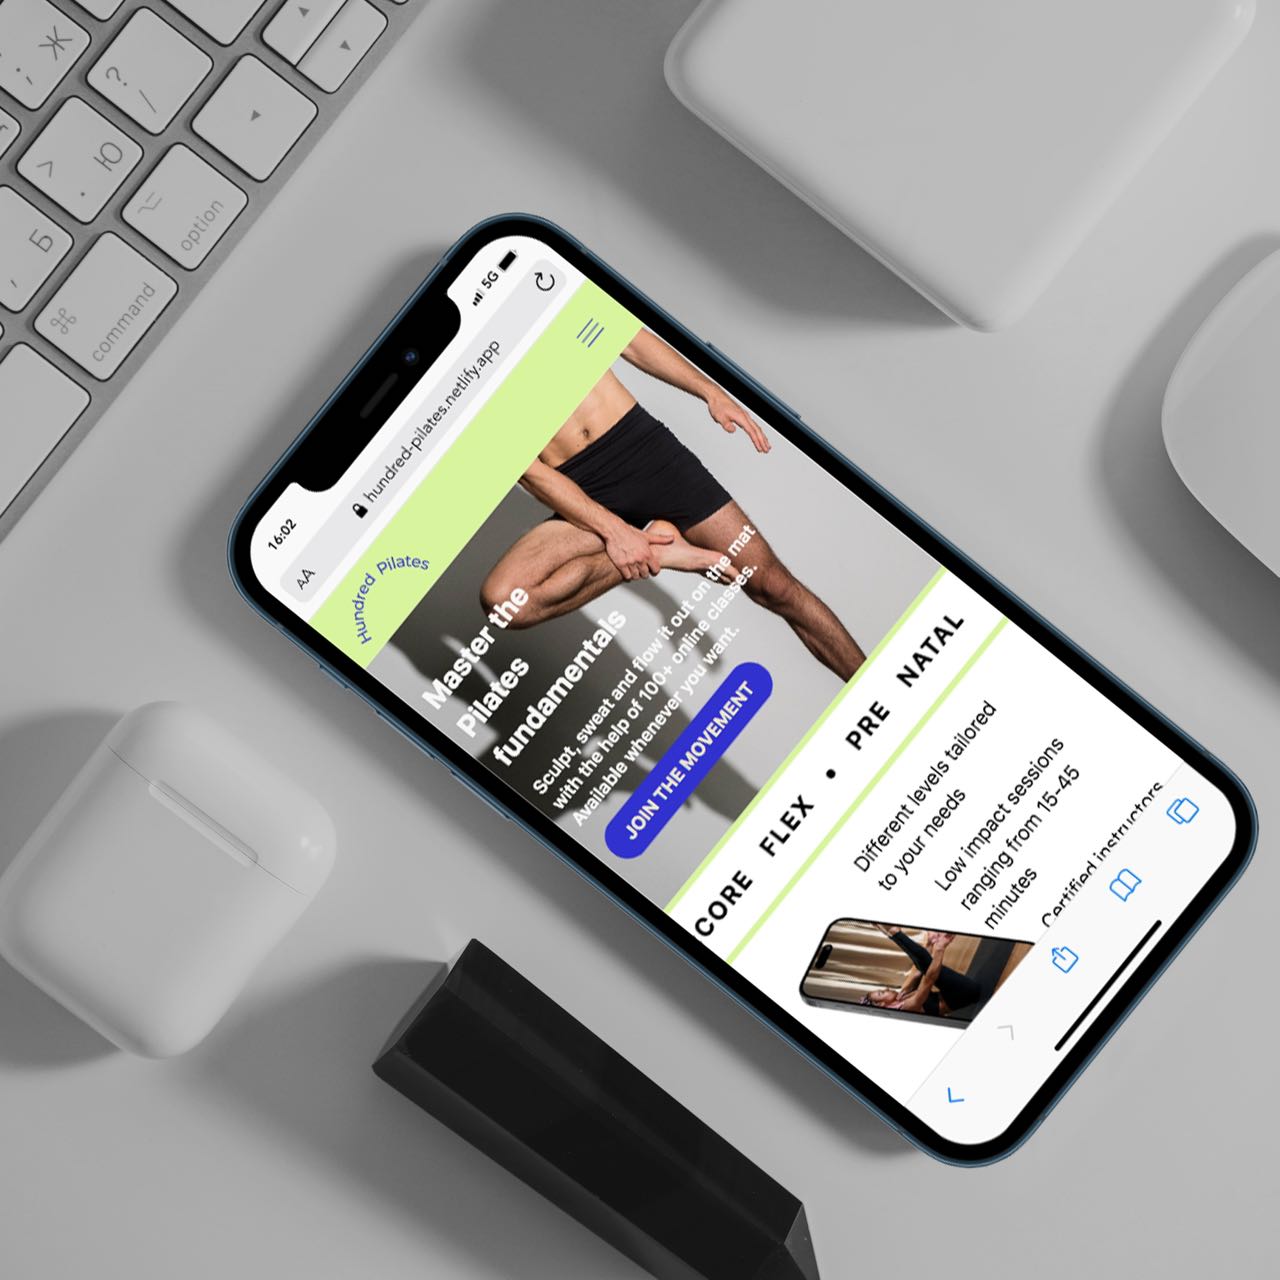 Ж
;
:
?
/
>
.
Ю
option
Б
,
command
16:02
5G
AA
hundred-pilates.netlify.app
Hundred Pilates
Master the
Pilates
fundamentals
Sculpt, sweat and flow it out on the mat
with the help of 100+ online classes.
Available whenever you want.
JOIN THE MOVEMENT
CORE FLEX • PRE NATAL
Different levels tailored
to your needs
Low impact sessions
ranging from 15-45
minutes
Certified instructors